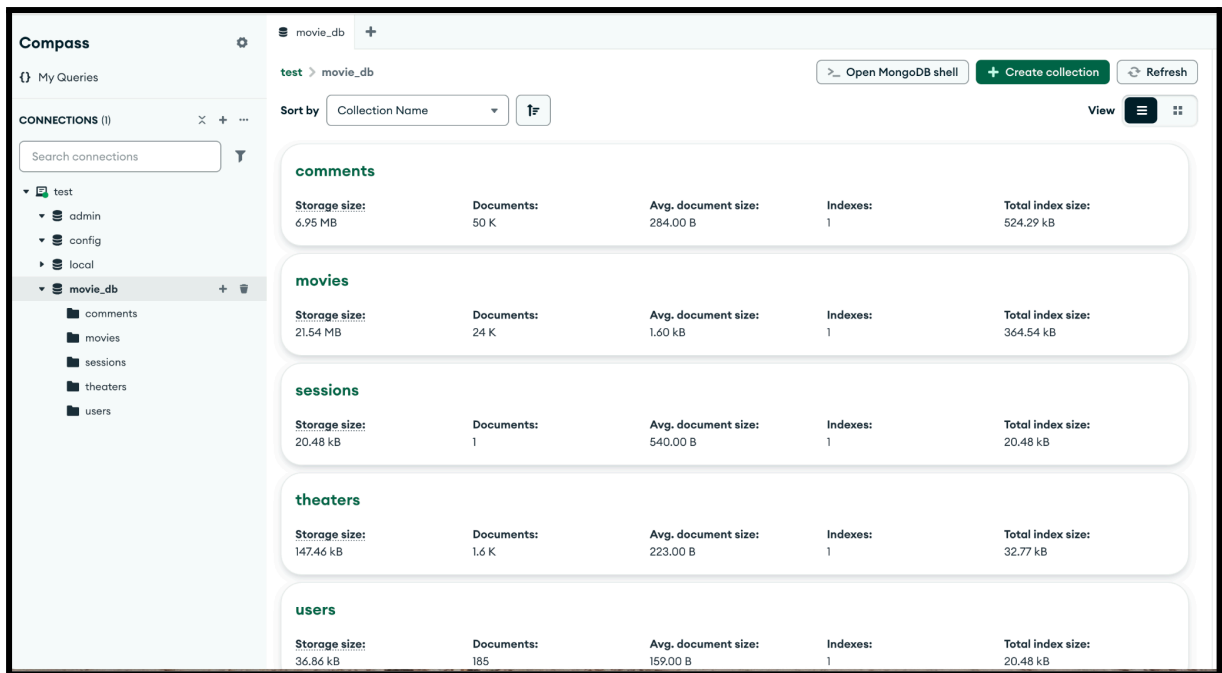 Compass
{} My Queries
CONNECTIONS (1)
Search connections
test
admin
config
local
movie_db
comments
movies
sessions
theaters
users
movie_db
test > movie_db
>_ Open MongoDB shell
+ Create collection
Refresh
Sort by
Collection Name
View
comments
Storage size: Documents: Avg. document size: Indexes: Total index size:
6.95 MB 50 K 284.00 B 1 524.29 kB
movies
Storage size: Documents: Avg. document size: Indexes: Total index size:
21.54 MB 24 K 1.60 kB 1 364.54 kB
sessions
Storage size: Documents: Avg. document size: Indexes: Total index size:
20.48 kB 1 540.00 B 1 20.48 kB
theaters
Storage size: Documents: Avg. document size: Indexes: Total index size:
147.46 kB 1.6 K 223.00 B 1 32.77 kB
users
Storage size: Documents: Avg. document size: Indexes: Total index size:
36.86 kB 185 159.00 B 1 20.48 kB